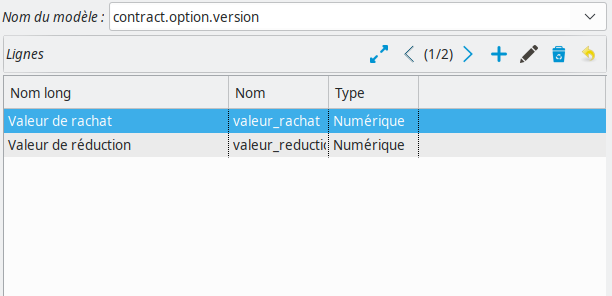 Nom du modèle : contract.option.version
Lignes (1/2)
Nom long Nom Type
Valeur de rachat valeur_rachat Numérique
Valeur de réduction valeur_reducti Numérique